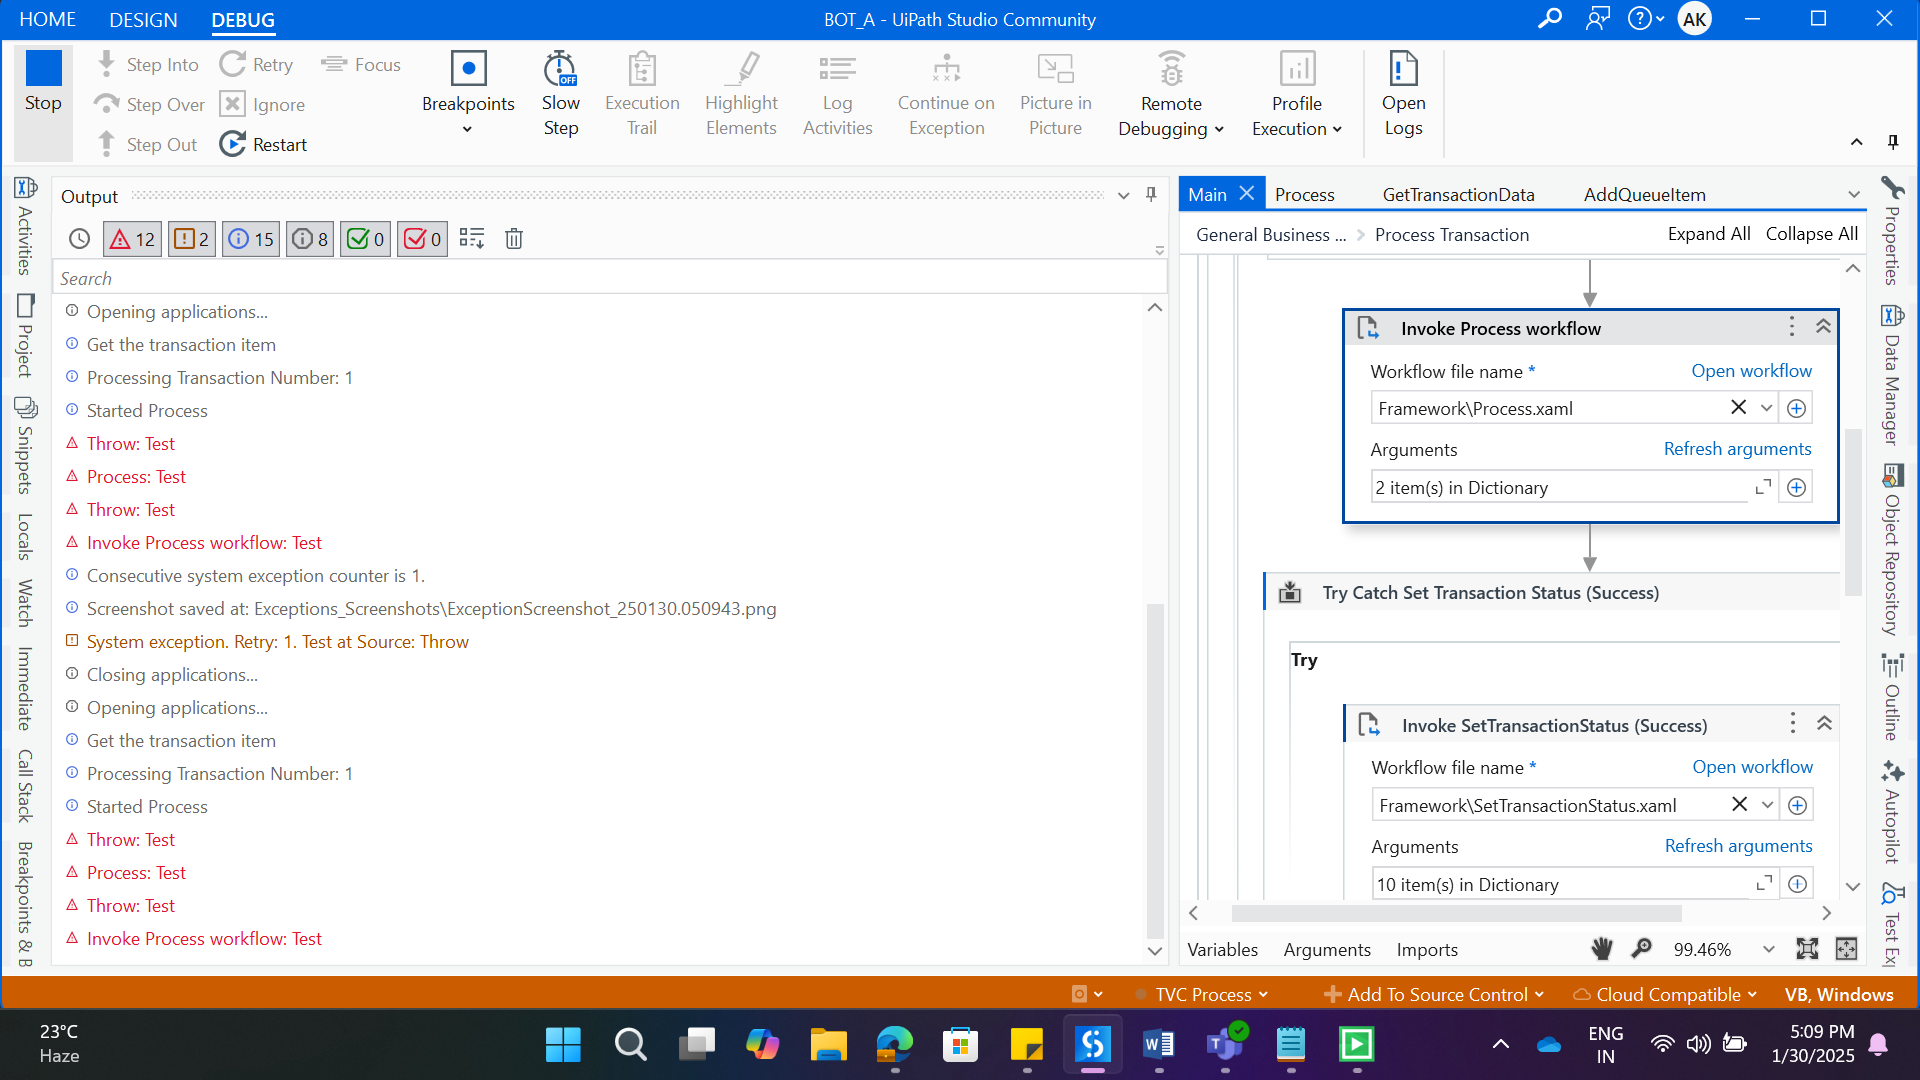 HOME DESIGN DEBUG
BOT_A - UiPath Studio Community
AK
Stop
Step Into
Step Over
Step Out
Retry
Ignore
Restart
Focus
Breakpoints
Slow
Step
OFF
Execution
Trail
Highlight
Elements
Log
Activities
Continue on
Exception
Picture in
Picture
Remote
Debugging
Profile
Execution
Open
Logs
Activities
Project
Snippets
Locals
Watch
Immediate
Call Stack
Breakpoints & B
Output
12 2 15 8 0 0
Search
Opening applications...
Get the transaction item
Processing Transaction Number: 1
Started Process
Throw: Test
Process: Test
Throw: Test
Invoke Process workflow: Test
Consecutive system exception counter is 1.
Screenshot saved at: Exceptions_Screenshots\ExceptionScreenshot_250130.050943.png
System exception. Retry: 1. Test at Source: Throw
Closing applications...
Opening applications...
Get the transaction item
Processing Transaction Number: 1
Started Process
Throw: Test
Process: Test
Throw: Test
Invoke Process workflow: Test
Main Process GetTransactionData AddQueueItem
General Business ... > Process Transaction
Expand All Collapse All
Invoke Process workflow
Workflow file name *
Open workflow
Framework\Process.xaml
Arguments
Refresh arguments
2 item(s) in Dictionary
Try Catch Set Transaction Status (Success)
Try
Invoke SetTransactionStatus (Success)
Workflow file name *
Open workflow
Framework\SetTransactionStatus.xaml
Arguments
Refresh arguments
10 item(s) in Dictionary
Variables Arguments Imports
99.46%
Properties
Data Manager
Object Repository
Outline
Autopilot
Test Ex
TVC Process
Add To Source Control
Cloud Compatible
VB, Windows
23°C
Haze
ENG
IN
5:09 PM
1/30/2025